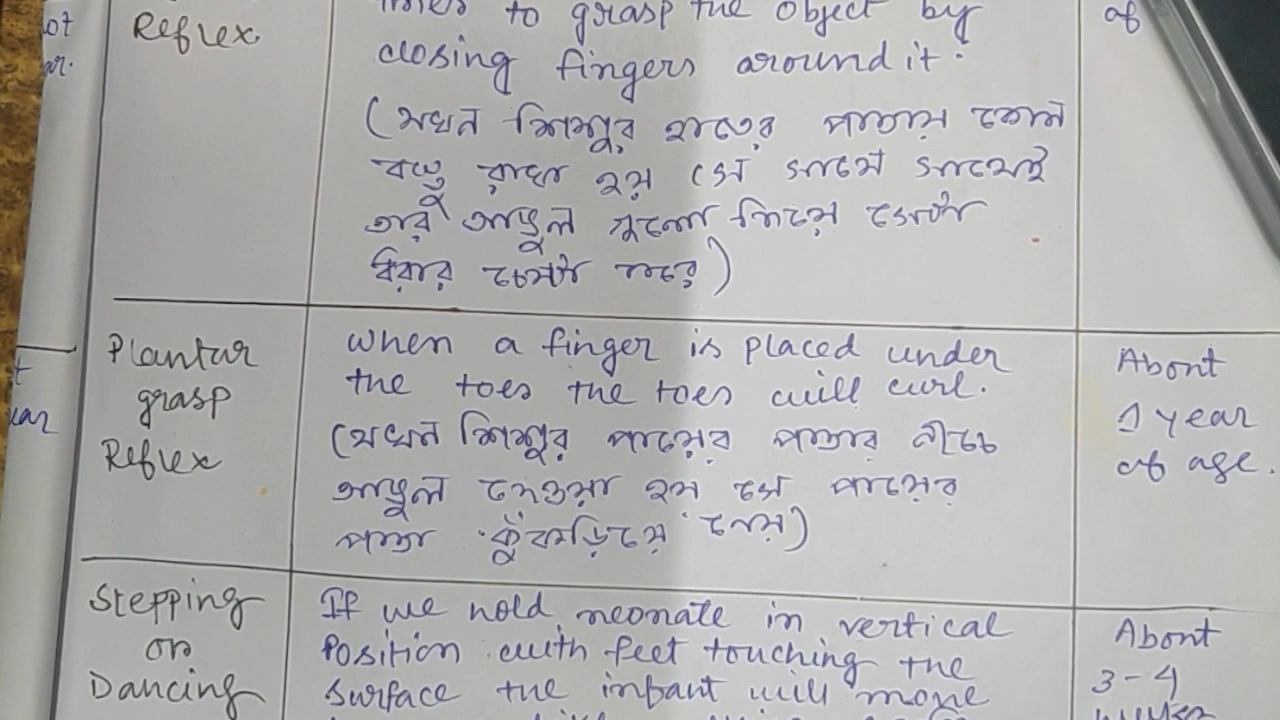 Reflex
to grasp the object by
closing fingers around it.
(যখন শিশুর হাতের পাতায় কোন
বস্তু রাখা হয় সে সাথে সাথেই
তার আঙুল গুলো দিয়ে সেটা
ধরার চেষ্টা করে)
of
Plantar
grasp
Reflex
When a finger is placed under
the toes the toes will curl.
(যখন শিশুর পায়ের পাতার নীচে
আঙুল দেওয়া হয় সে পায়ের
পাতা কুঁকড়িয়ে নেয়)
About
1 year
of age.
Stepping
or
Dancing
If we hold neonate in vertical
Position with feet touching the
surface the infant will move
About
3-4
weeks